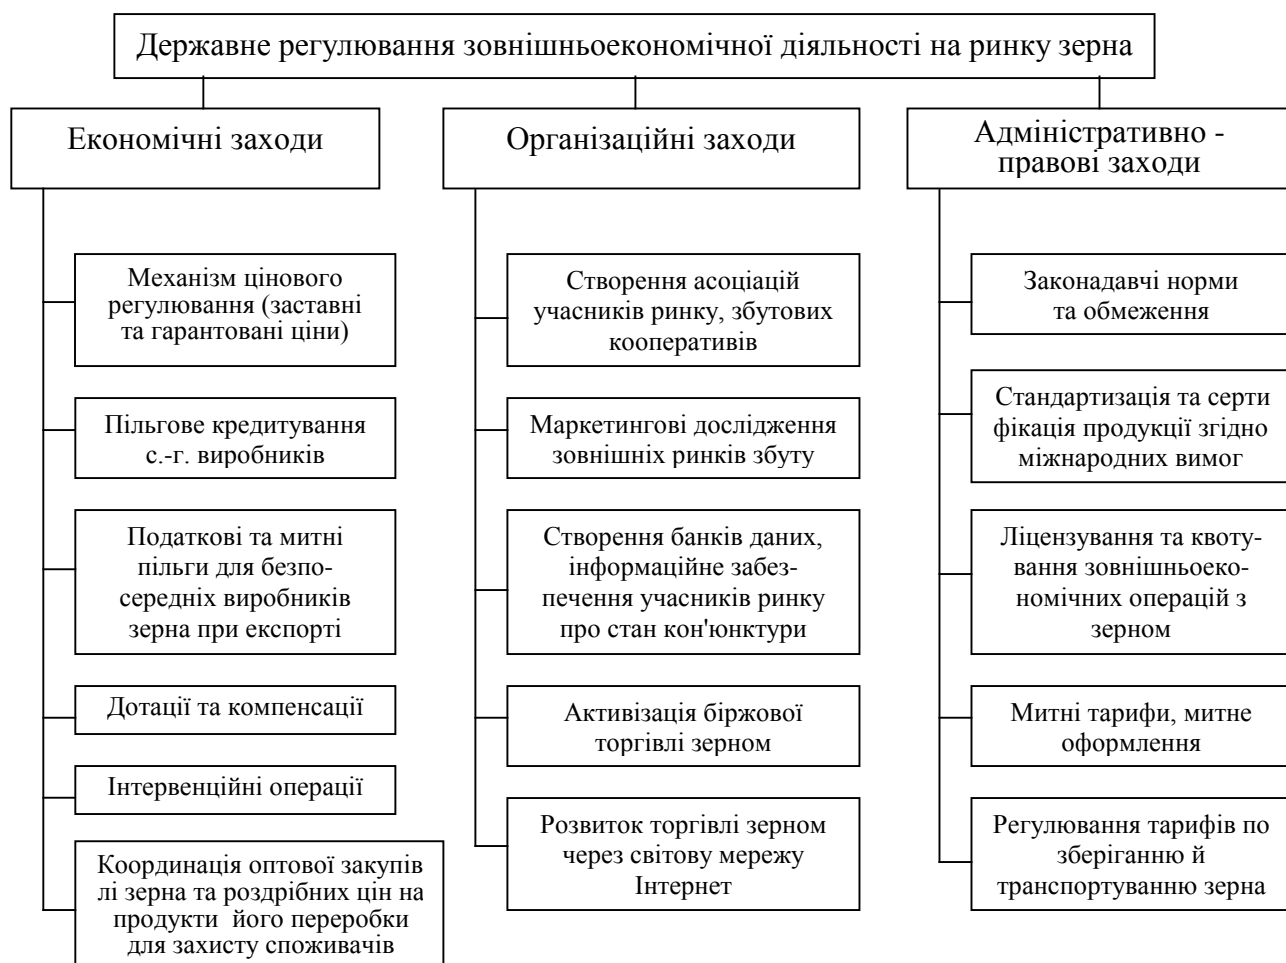 Державне регулювання зовнішньоекономічної діяльності на ринку зерна
Економічні заходи
Механізм цінового
регулювання (заставні
та гарантовані ціни)
Пільгове кредитування
с.-г. виробників
Податкові та митні
пільги для безпо-
середніх виробників
зерна при експорті
Дотації та компенсації
Інтервенційні операції
Координація оптової закупів
лі зерна та роздрібних цін на
продукти його переробки
для захисту споживачів
Організаційні заходи
Створення асоціацій
учасників ринку, збутових
кооперативів
Маркетингові дослідження
зовнішніх ринків збуту
Створення банків даних,
інформаційне забез-
печення учасників ринку
про стан кон'юнктури
Активізація біржової
торгівлі зерном
Розвиток торгівлі зерном
через світову мережу
Інтернет
Адміністративно -
правові заходи
Законадавчі норми
та обмеження
Стандартизація та серти
фікація продукції згідно
міжнародних вимог
Ліцензування та квоту-
вання зовнішньоеко-
номічних операцій з
зерном
Митні тарифи, митне
оформлення
Регулювання тарифів по
зберіганню й
транспортуванню зерна